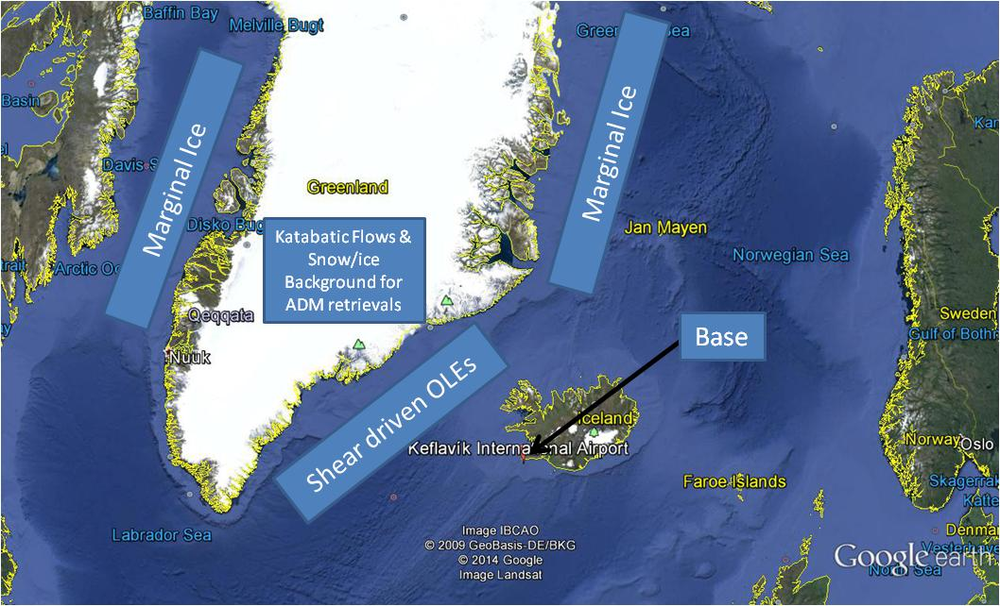 Baffin Bay
Melville Bugt
Sea
Basin
Marginal Ice
Marginal Ice
Davis S
Greenland
Disko Bug
Katabatic Flows &
Snow/ice
Background for
ADM retrievals
Jan Mayen
Norwegian Sea
Arctic Oc
Qeqqata
Nuuk
Sweden
Gulf of Bothn
Base
Shear driven OLEs
Iceland
Keflavik International Airport
Norway
Oslo
Faroe Islands
Skagerrak
Katte
Labrador Sea
Denmar
Image IBCAO
© 2009 GeoBasis-DE/BKG
© 2014 Google
Image Landsat
Google earth
North Sea